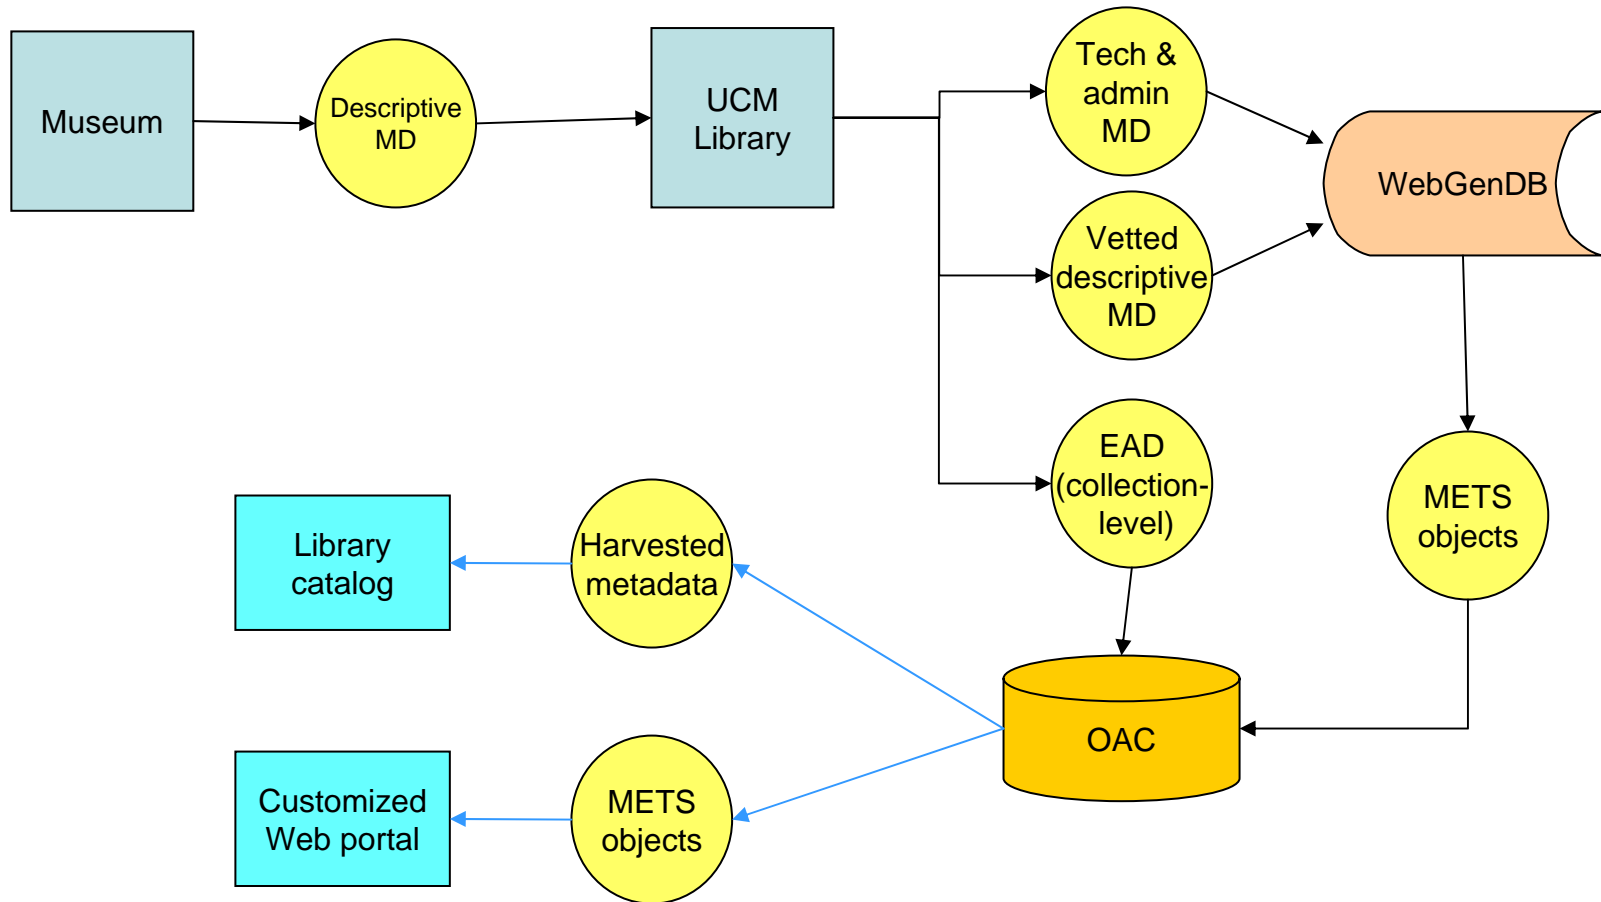 Museum
Descriptive
MD
UCM
Library
Tech &
admin
MD
WebGenDB
Vetted
descriptive
MD
EAD
(collection-
level)
METS
objects
Library
catalog
Harvested
metadata
OAC
Customized
Web portal
METS
objects